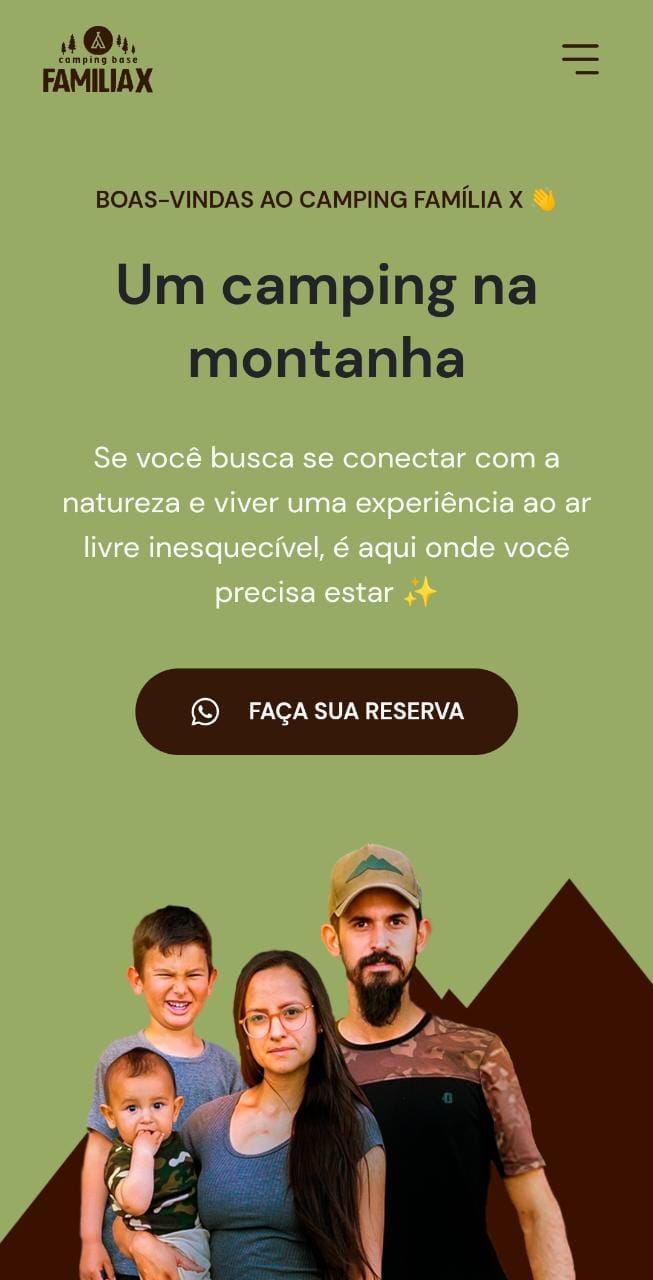 camping base
FAMILIA X
BOAS-VINDAS AO CAMPING FAMÍLIA X 👋
Um camping na
montanha
Se você busca se conectar com a
natureza e viver uma experiência ao ar
livre inesquecível, é aqui onde você
precisa estar ✨
FAÇA SUA RESERVA